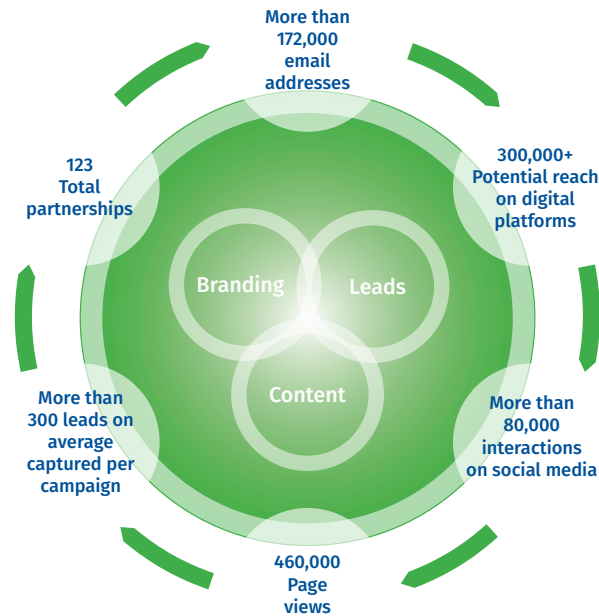 More than
172,000
email
addresses
300,000+
Potential reach
on digital
platforms
More than
80,000
interactions
on social media
460,000
Page
views
More than
300 leads on
average
captured per
campaign
123
Total
partnerships
Branding
Leads
Content